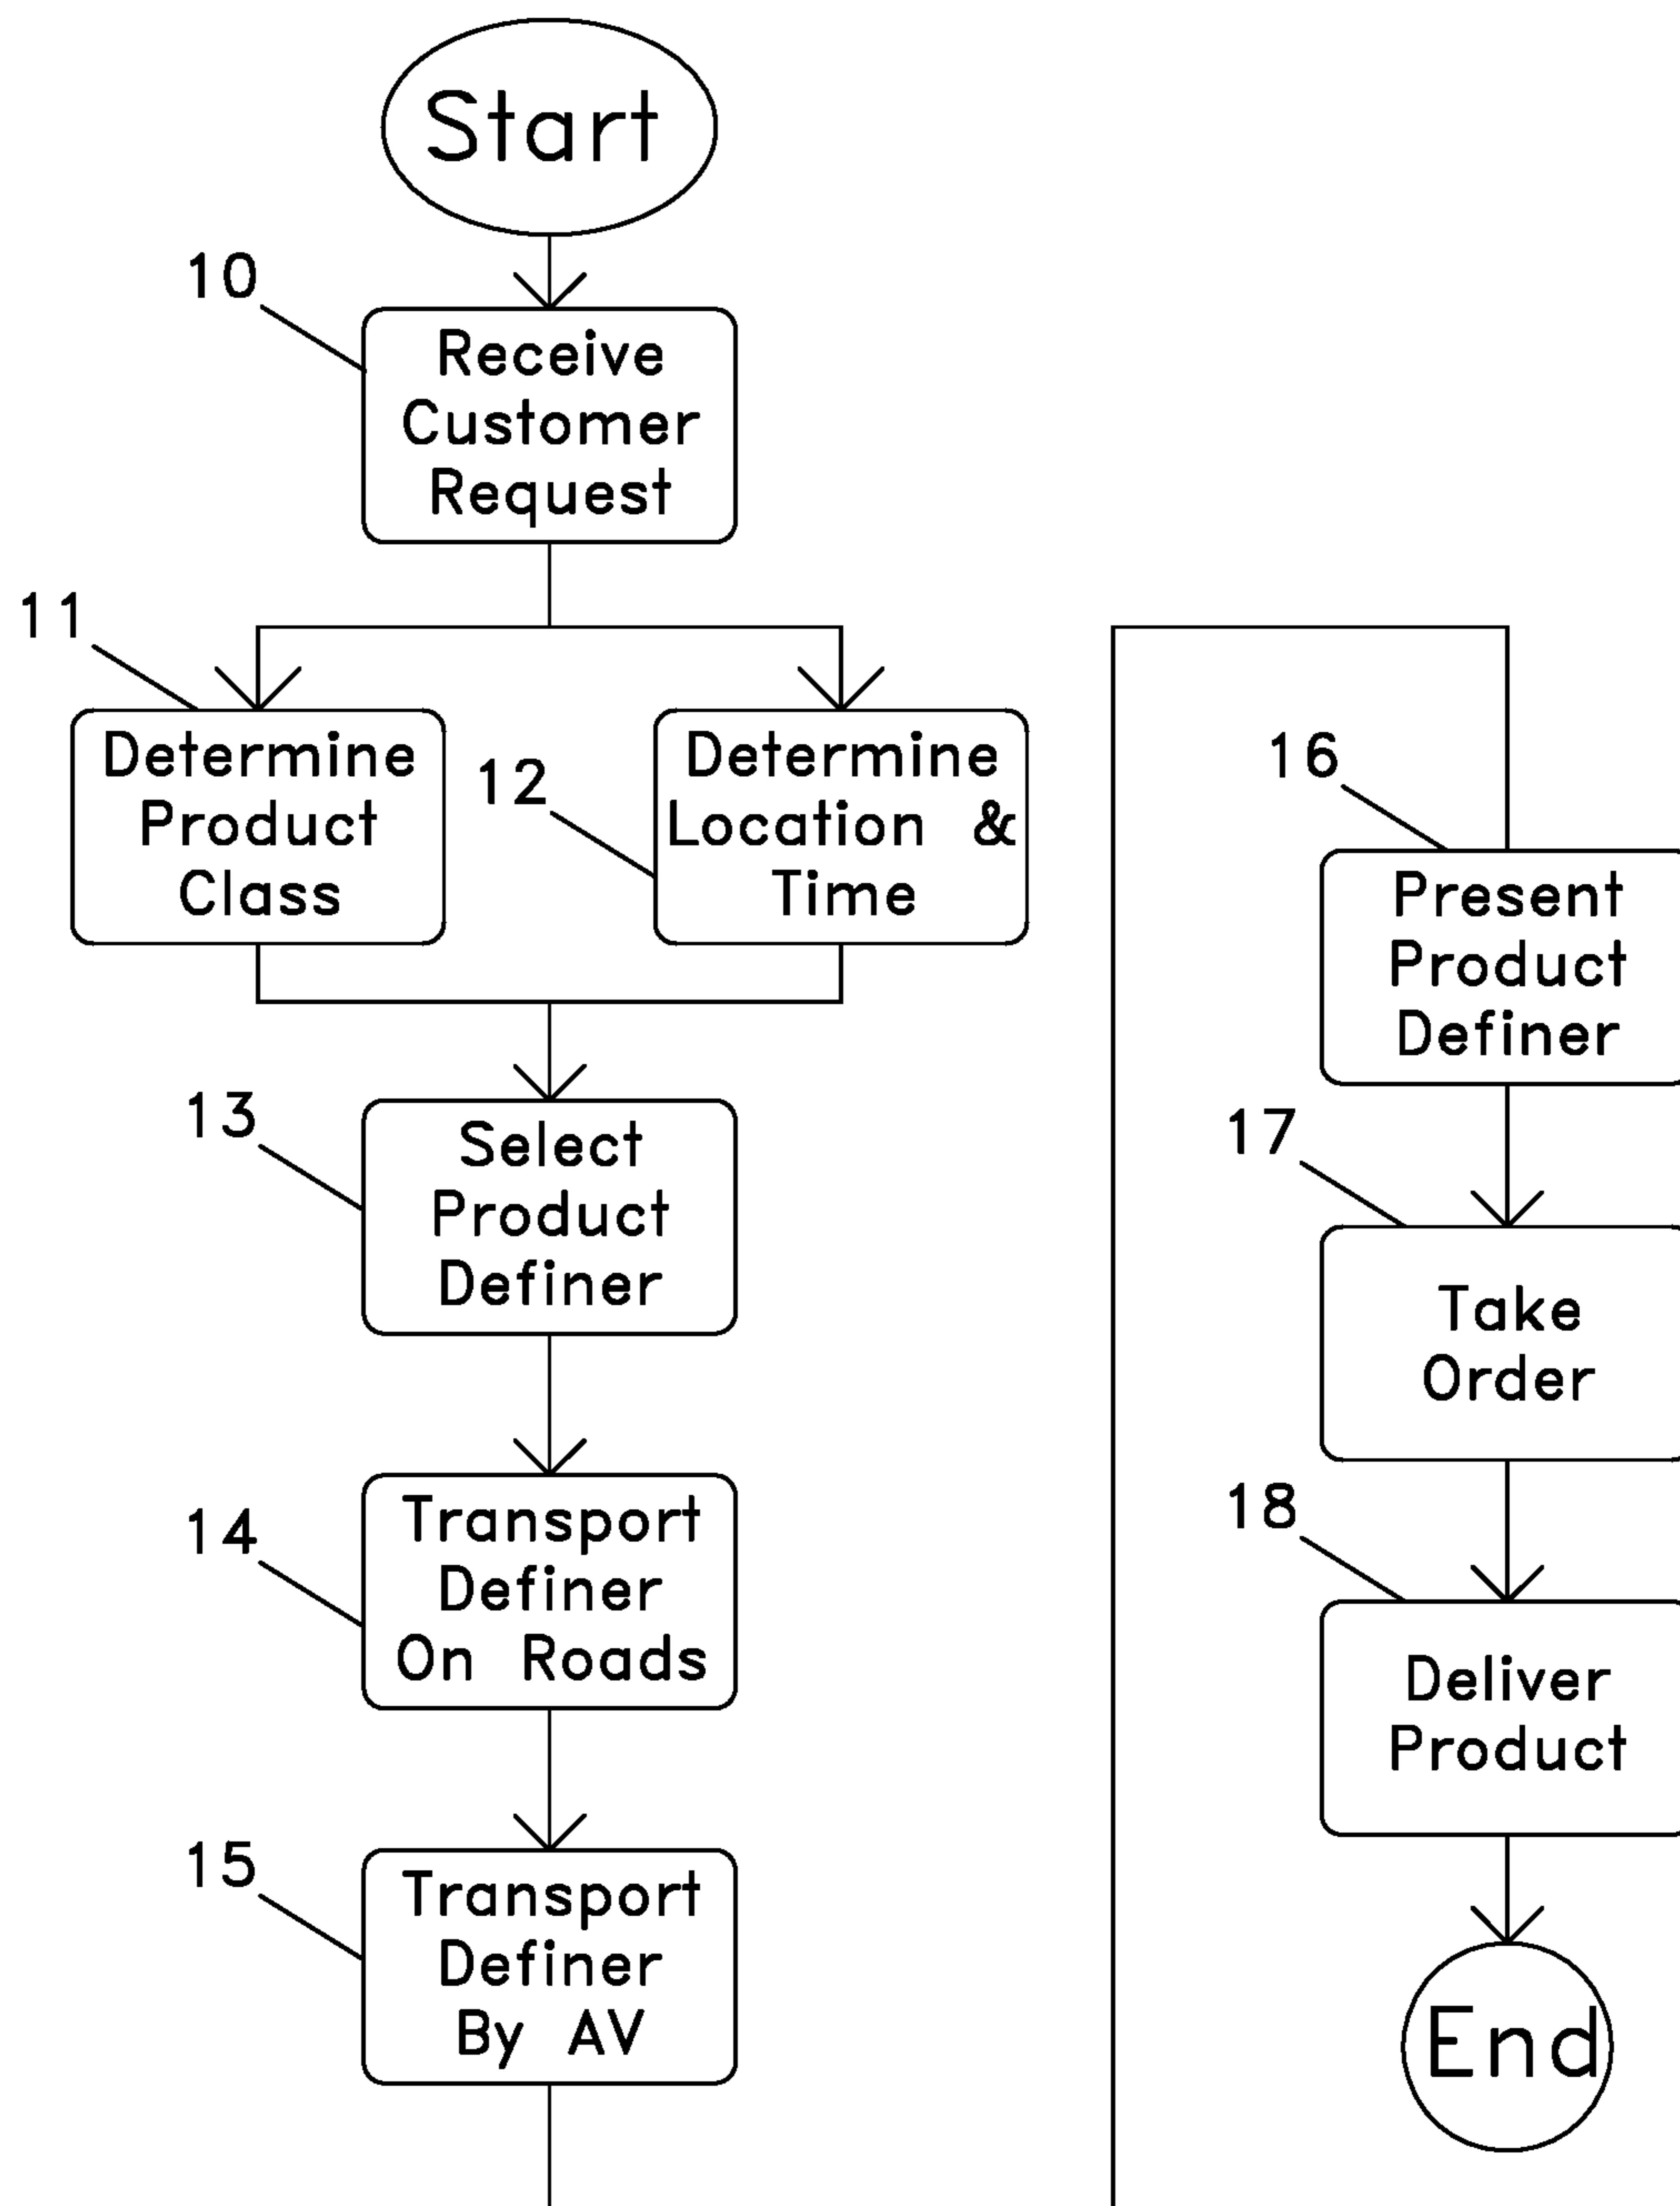 Start
10
Receive
Customer
Request
11
Determine
Product
Class
12
Determine
Location &
Time
13
Select
Product
Definer
14
Transport
Definer
On Roads
15
Transport
Definer
By AV
16
Present
Product
Definer
17
Take
Order
18
Deliver
Product
End